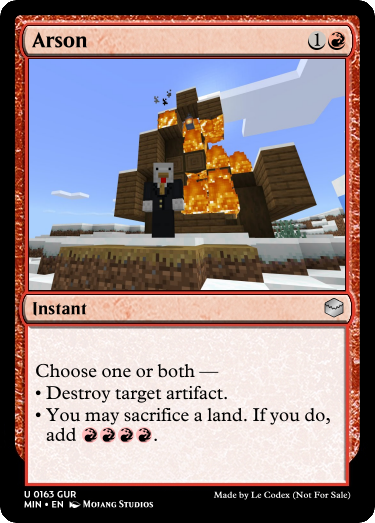 Arson 1
Instant
Choose one or both —
• Destroy target artifact.
• You may sacrifice a land. If you do,
add .
U 0163 GUR
MIN • EN Mojang Studios
Made by Le Codex (Not For Sale)